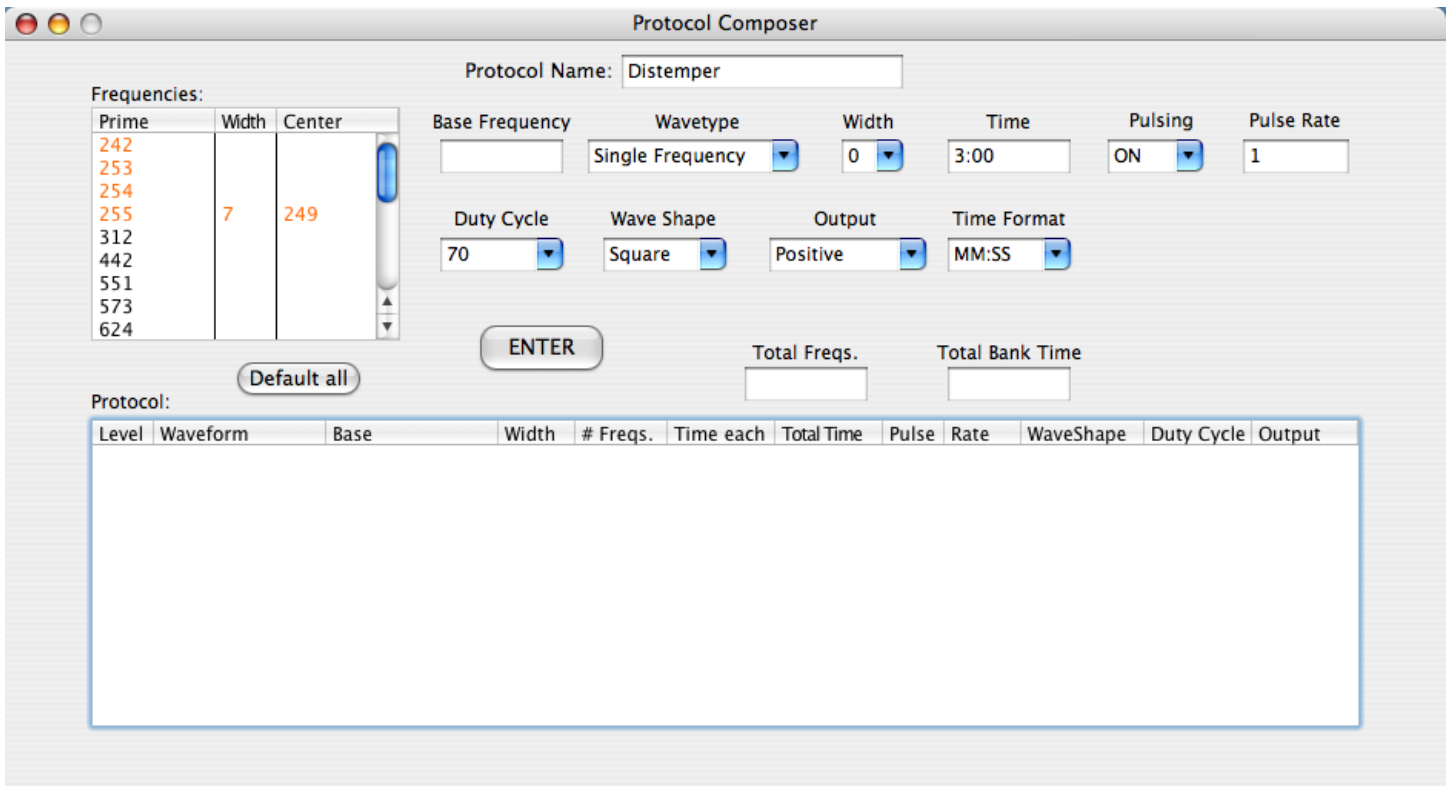 Protocol Composer
Protocol Name: Distemper
Frequencies:
Prime Width Center
242
253
254
255 7 249
312
442
551
573
624
Default all
Base Frequency Wavetype Width Time Pulsing Pulse Rate
Single Frequency 0 3:00 ON 1
Duty Cycle Wave Shape Output Time Format
70 Square Positive MM:SS
ENTER
Total Freqs. Total Bank Time
Protocol:
Level Waveform Base Width # Freqs. Time each Total Time Pulse Rate WaveShape Duty Cycle Output